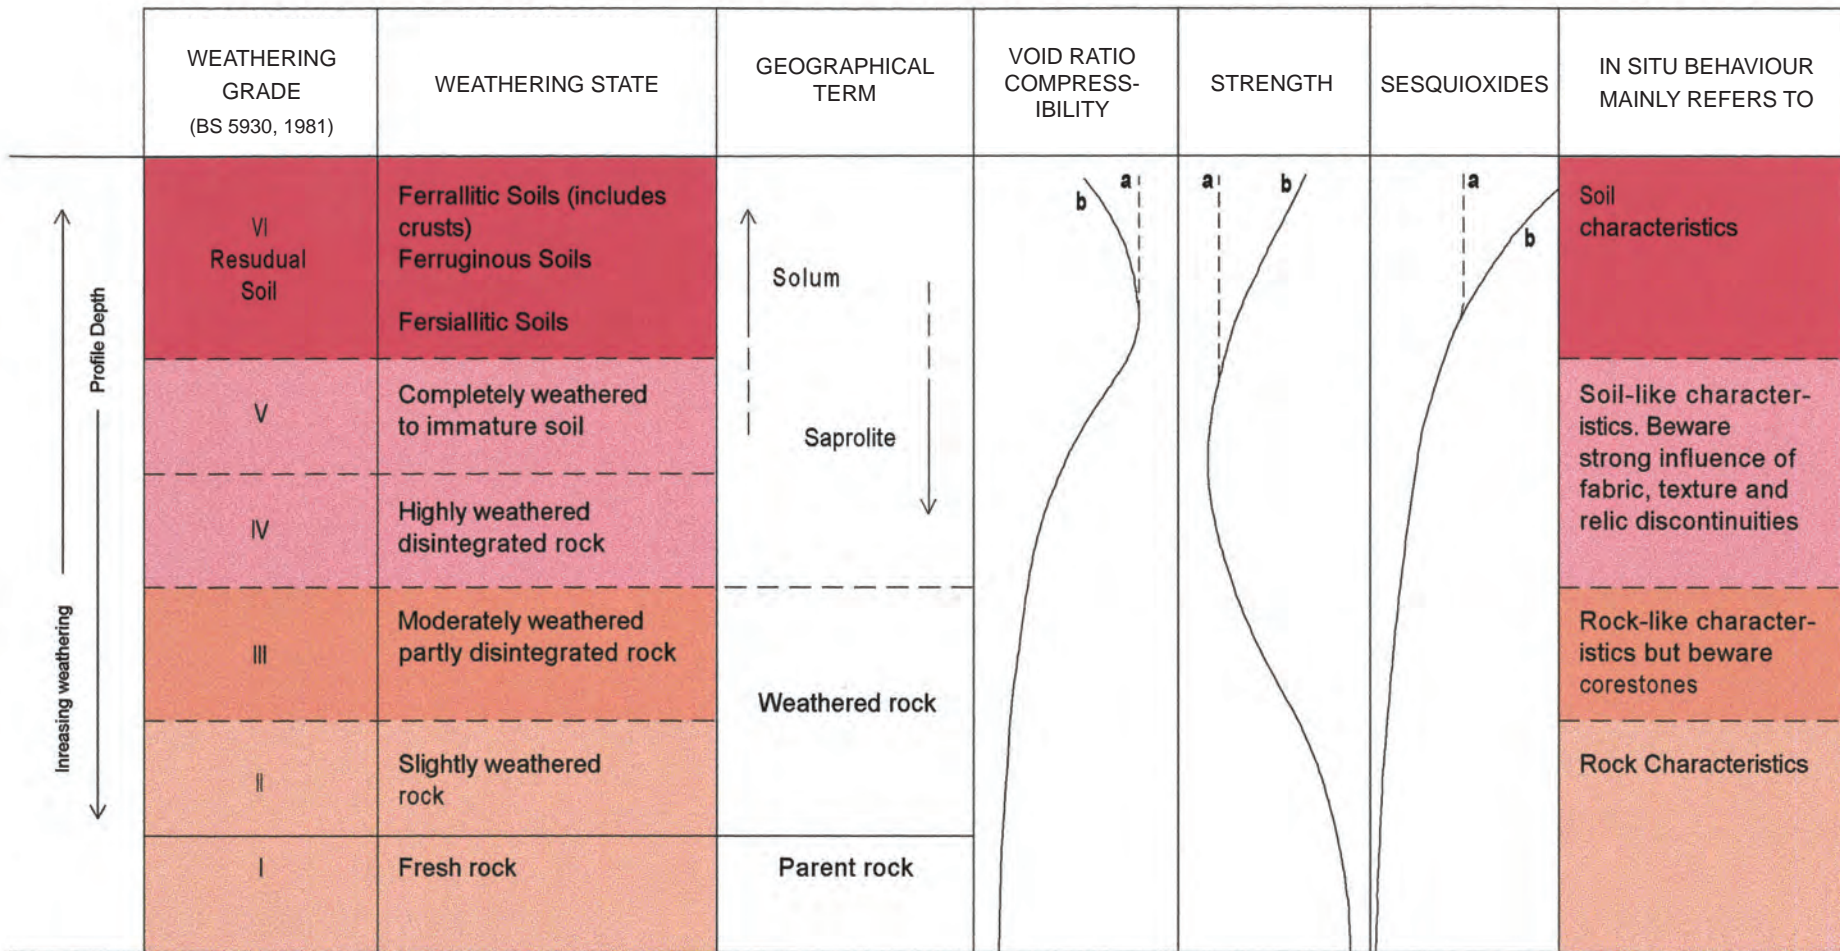 WEATHERING
GRADE
(BS 5930, 1981)
WEATHERING STATE
GEOGRAPHICAL
TERM
VOID RATIO
COMPRESS-
IBILITY
STRENGTH
SESQUIOXIDES
IN SITU BEHAVIOUR
MAINLY REFERS TO
Inreasing weathering
Profile Depth
VI
Resudual
Soil
Ferrallitic Soils (includes
crusts)
Ferruginous Soils
Fersiallitic Soils
Solum
Saprolite
a
b
a
b
a
b
Soil
characteristics
V
Completely weathered
to immature soil
IV
Highly weathered
disintegrated rock
Soil-like character-
istics. Beware
strong influence of
fabric, texture and
relic discontinuities
III
Moderately weathered
partly disintegrated rock
Weathered rock
Rock-like character-
istics but beware
corestones
II
Slightly weathered
rock
Rock Characteristics
I
Fresh rock
Parent rock